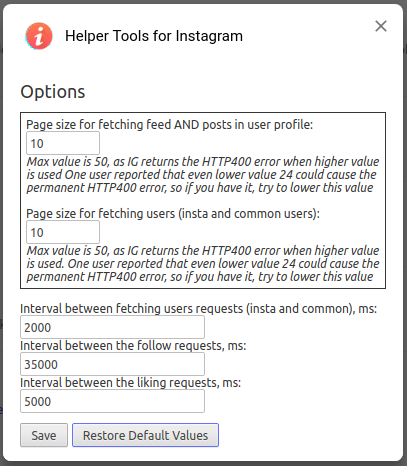 Helper Tools for Instagram
Options
Page size for fetching feed AND posts in user profile:
10
Max value is 50, as IG returns the HTTP400 error when higher value
is used One user reported that even lower value 24 could cause the
permanent HTTP400 error, so if you have it, try to lower this value
Page size for fetching users (insta and common users):
10
Max value is 50, as IG returns the HTTP400 error when higher value
is used. One user reported that even lower value 24 could cause the
permanent HTTP400 error, so if you have it, try to lower this value
Interval between fetching users requests (insta and common), ms:
2000
Interval between the follow requests, ms:
35000
Interval between the liking requests, ms:
5000
Save Restore Default Values